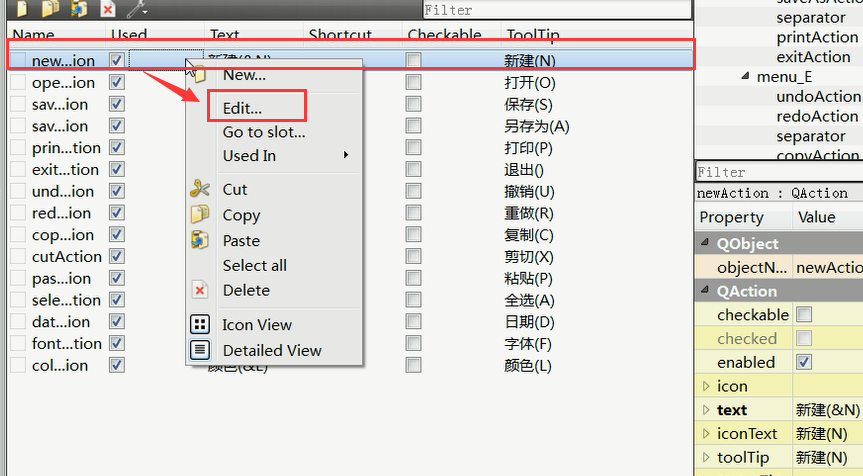 Filter
Name Used Text Shortcut Checkable ToolTip
new...ion 新建(&N) 新建(N)
ope...ion 打开(O)
sav...ion 保存(S)
sav...ion 另存为(A)
prin...tion 打印(P)
exit...tion 退出()
und...ion 撤销(U)
red...ion 重做(R)
cop...ion 复制(C)
cutAction 剪切(X)
pas...ion 粘贴(P)
sele...tion 全选(A)
dat...ion 日期(D)
font...tion 字体(F)
col...ion 颜色(&L) 颜色(L)
New...
Edit...
Go to slot...
Used In
Cut
Copy
Paste
Select all
Delete
Icon View
Detailed View
saveAsAction
separator
printAction
exitAction
menu_E
undoAction
redoAction
separator
copyAction
Filter
newAction : QAction
Property Value
QObject
objectN... newAction
QAction
checkable
checked
enabled
icon
text 新建(&N)
iconText 新建(N)
toolTip 新建(N)